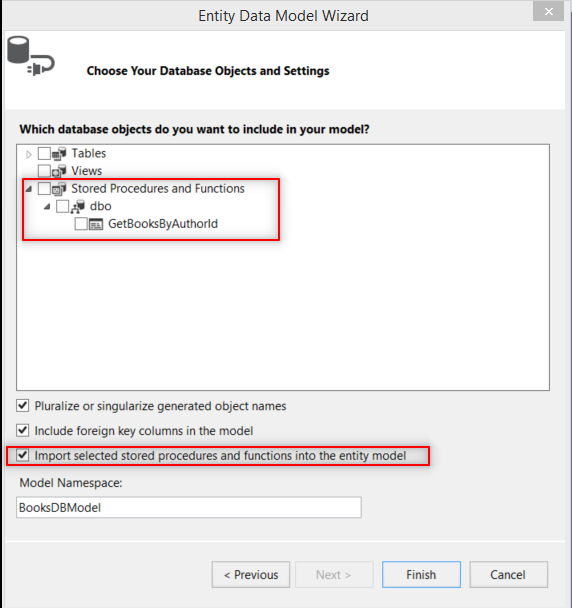 Entity Data Model Wizard
Choose Your Database Objects and Settings
Which database objects do you want to include in your model?
Tables
Views
Stored Procedures and Functions
dbo
GetBooksByAuthorId
Pluralize or singularize generated object names
Include foreign key columns in the model
Import selected stored procedures and functions into the entity model
Model Namespace:
BooksDBModel
< Previous
Next >
Finish
Cancel